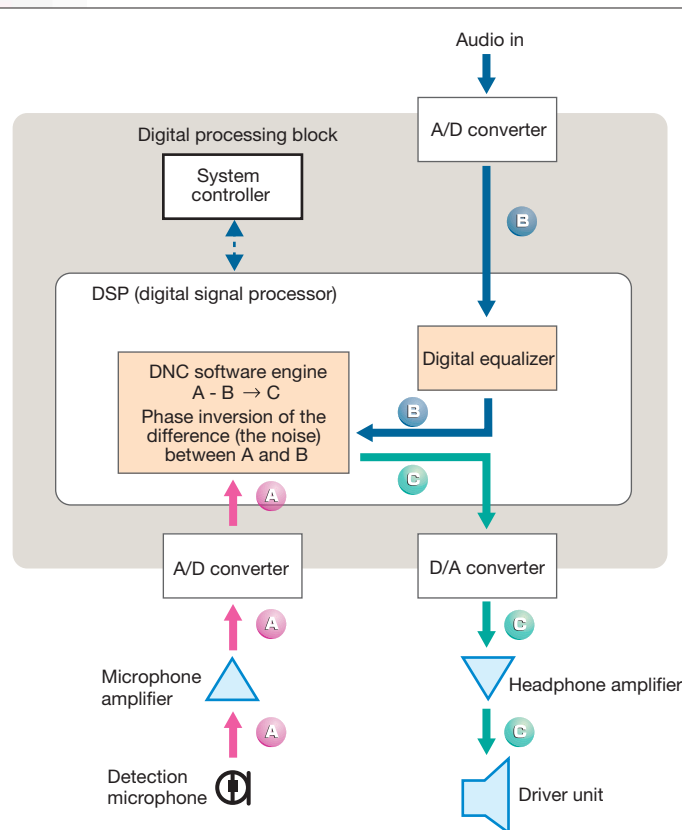 Audio in
A/D converter
Digital processing block
System
controller
B
DSP (digital signal processor)
Digital equalizer
DNC software engine
A - B → C
Phase inversion of the
difference (the noise)
between A and B
B
C
A
A/D converter
D/A converter
A
C
Microphone
amplifier
Headphone amplifier
A
C
Detection
microphone
Driver unit